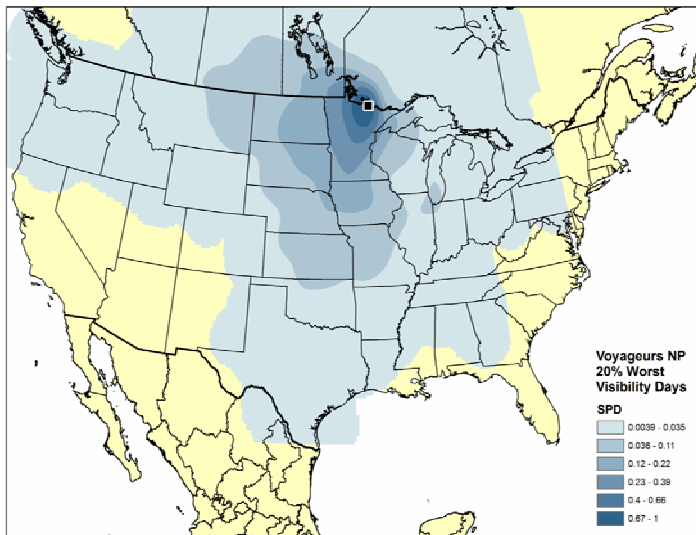 Voyageurs NP
20% Worst
Visibility Days
SPD
0.0039 - 0.035
0.036 - 0.11
0.12 - 0.22
0.23 - 0.39
0.4 - 0.66
0.67 - 1